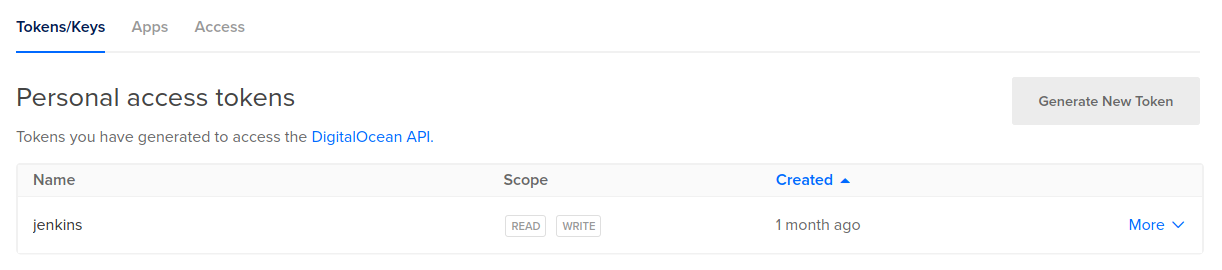 Tokens/Keys Apps Access
Personal access tokens
Generate New Token
Tokens you have generated to access the DigitalOcean API.
Name Scope Created
jenkins READ WRITE 1 month ago More